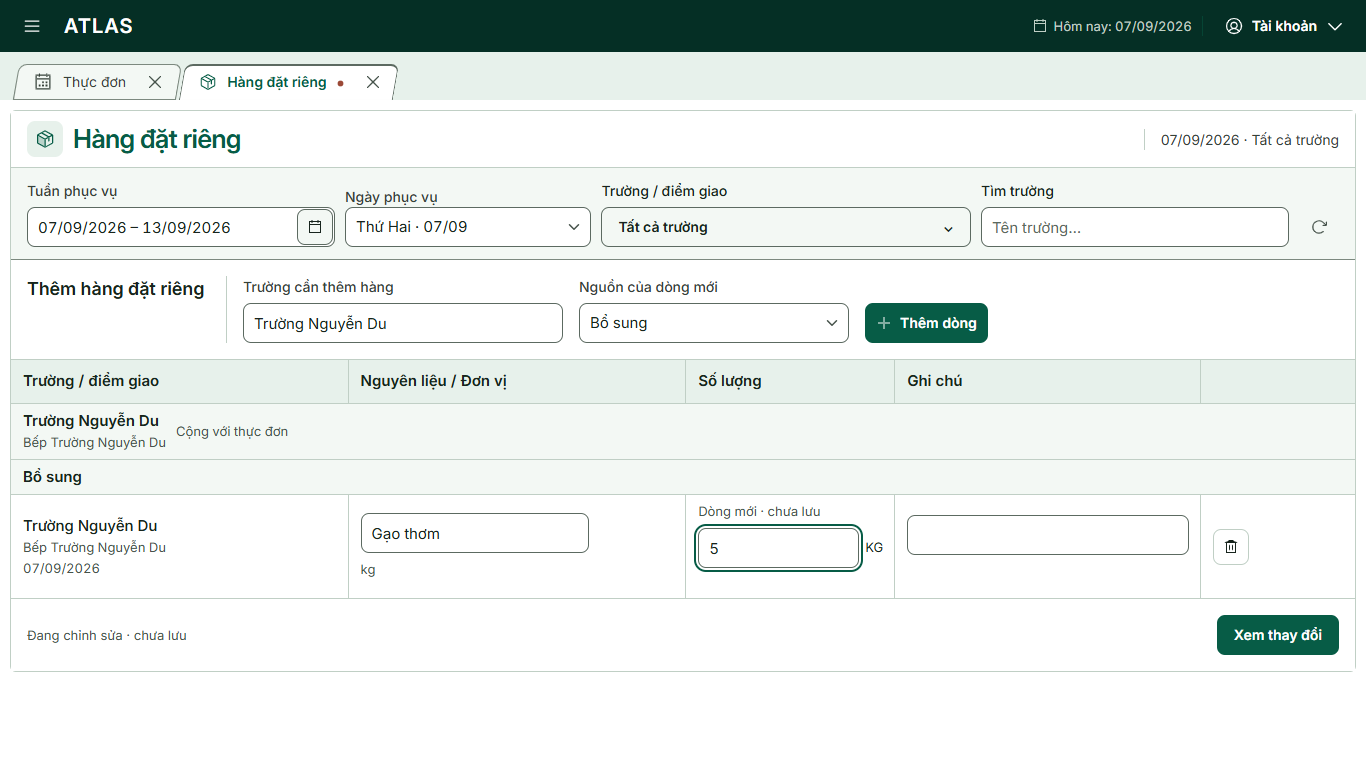 ATLAS
Hôm nay: 07/09/2026
Tài khoản
Thực đơn
Hàng đặt riêng
Hàng đặt riêng
07/09/2026 · Tất cả trường
Tuần phục vụ
Ngày phục vụ
Trường / điểm giao
Tìm trường
07/09/2026 – 13/09/2026
Thứ Hai · 07/09
Tất cả trường
Tên trường...
Thêm hàng đặt riêng
Trường cần thêm hàng
Nguồn của dòng mới
Trường Nguyễn Du
Bổ sung
Thêm dòng
Trường / điểm giao
Nguyên liệu / Đơn vị
Số lượng
Ghi chú
Trường Nguyễn Du
Bếp Trường Nguyễn Du
Cộng với thực đơn
Bổ sung
Trường Nguyễn Du
Bếp Trường Nguyễn Du
07/09/2026
Gạo thơm
kg
Dòng mới · chưa lưu
5
KG
Đang chỉnh sửa · chưa lưu
Xem thay đổi